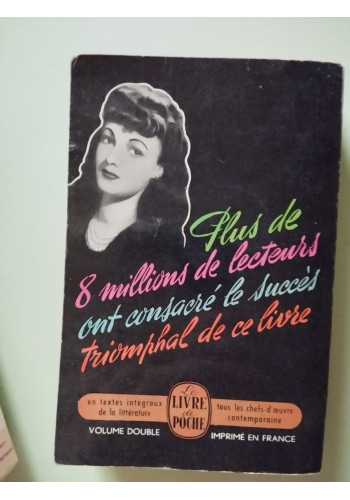 Plus de
8 millions de lecteurs
ont consacré le succès
triomphal de ce livre
en textes intégraux
de la littérature
Le
LIVRE
DE
POCHE
tous les chefs-d'œuvre
contemporaine
VOLUME DOUBLE
IMPRIMÉ EN FRANCE